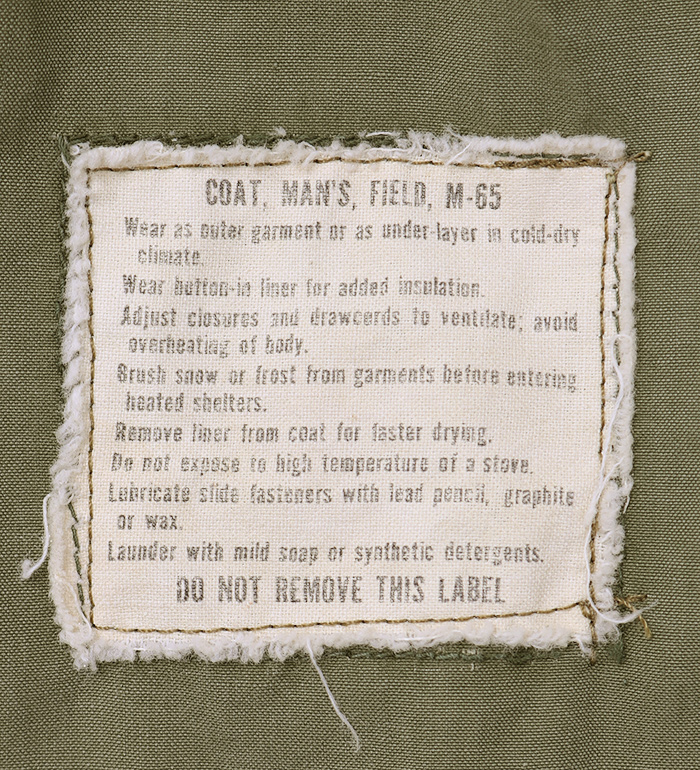 COAT, MAN'S, FIELD, M-65
Wear as outer garment or as under-layer in cold-dry
climate.
Wear button-in liner for added insulation.
Adjust closures and drawcords to ventilate; avoid
overheating of body.
Brush snow or frost from garments before entering
heated shelters.
Remove liner from coat for faster drying.
Do not expose to high temperature of a stove.
Lubricate slide fasteners with lead pencil, graphite
or wax.
Launder with mild soap or synthetic detergents.
DO NOT REMOVE THIS LABEL